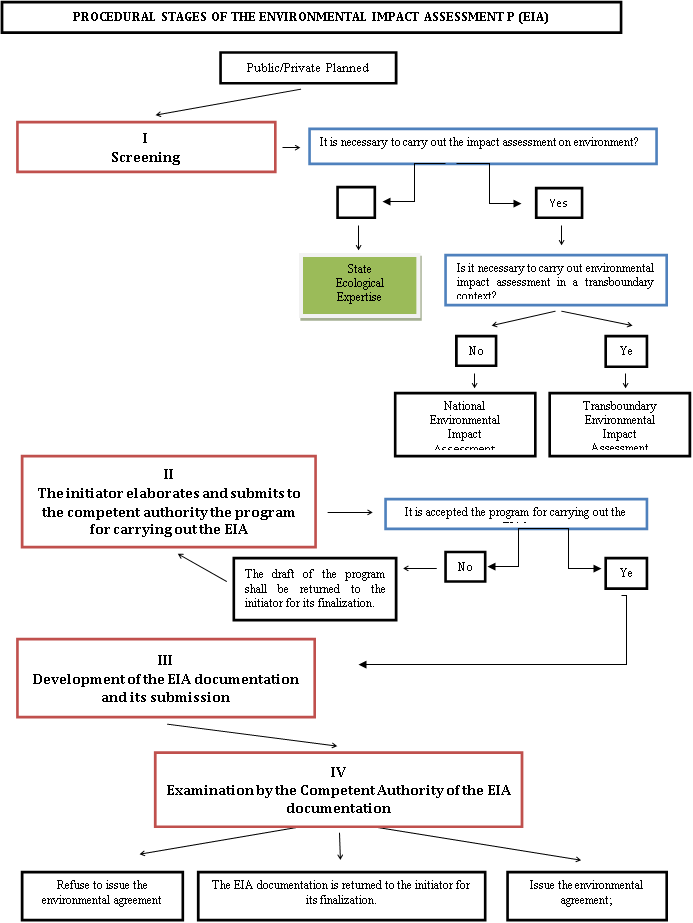 PROCEDURAL STAGES OF THE ENVIRONMENTAL IMPACT ASSESSMENT P (EIA)
Public/Private Planned
I
Screening
It is necessary to carry out the impact assessment on environment?
Yes
State
Ecological
Expertise
Is it necessary to carry out environmental
impact assessment in a transboundary
context?
No
Ye
National
Environmental
Impact
Assessment
Transboundary
Environmental
Impact
Assessment
II
The initiator elaborates and submits to
the competent authority the program
for carrying out the EIA
It is accepted the program for carrying out the
No
Ye
The draft of the program
shall be returned to the
initiator for its finalization.
III
Development of the EIA documentation
and its submission
IV
Examination by the Competent Authority of the EIA
documentation
Refuse to issue the
environmental agreement
The EIA documentation is returned to the initiator for
its finalization.
Issue the environmental
agreement;